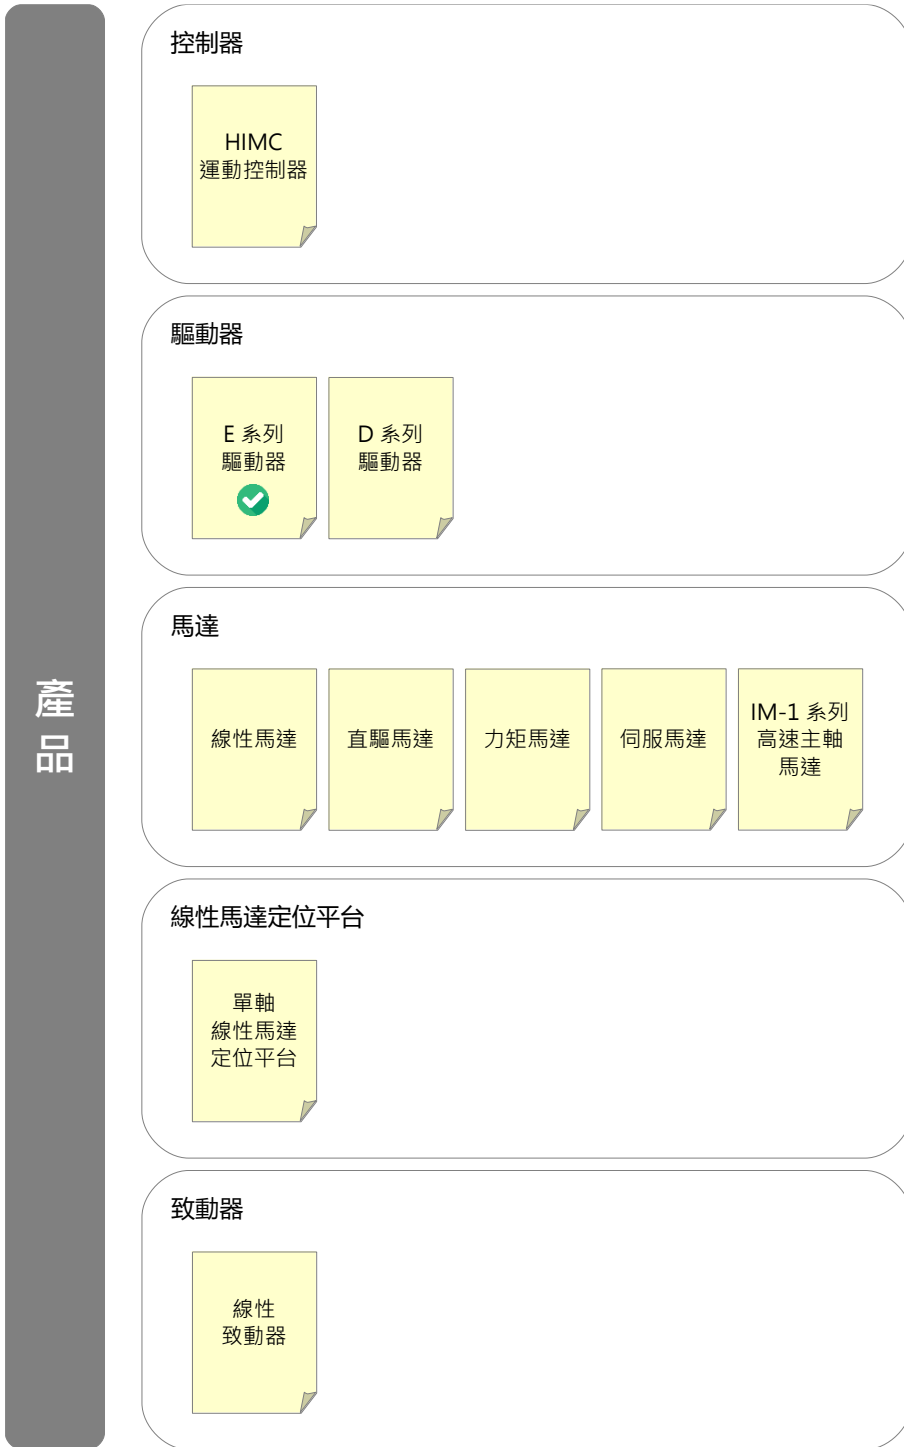 產
品
控制器
HIMC
運動控制器
驅動器
E 系列
驅動器
D 系列
驅動器
馬達
線性馬達
直驅馬達
力矩馬達
伺服馬達
IM-1 系列
高速主軸
馬達
線性馬達定位平台
單軸
線性馬達
定位平台
致動器
線性
致動器